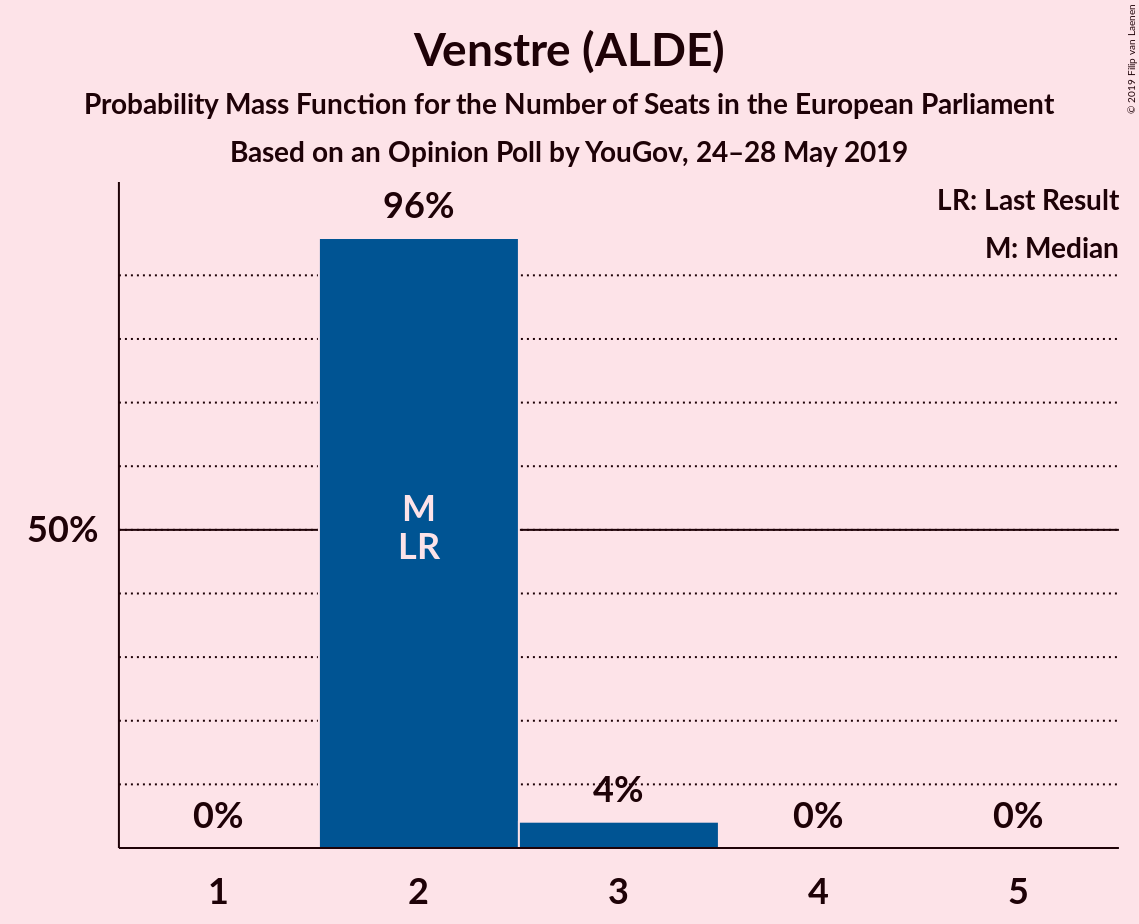 Venstre (ALDE)
Probability Mass Function for the Number of Seats in the European Parliament
Based on an Opinion Poll by YouGov, 24–28 May 2019
© 2019 Filip van Laenen
LR: Last Result
M: Median
96%
M
LR
50%
0%
4%
0%
0%
1
2
3
4
5